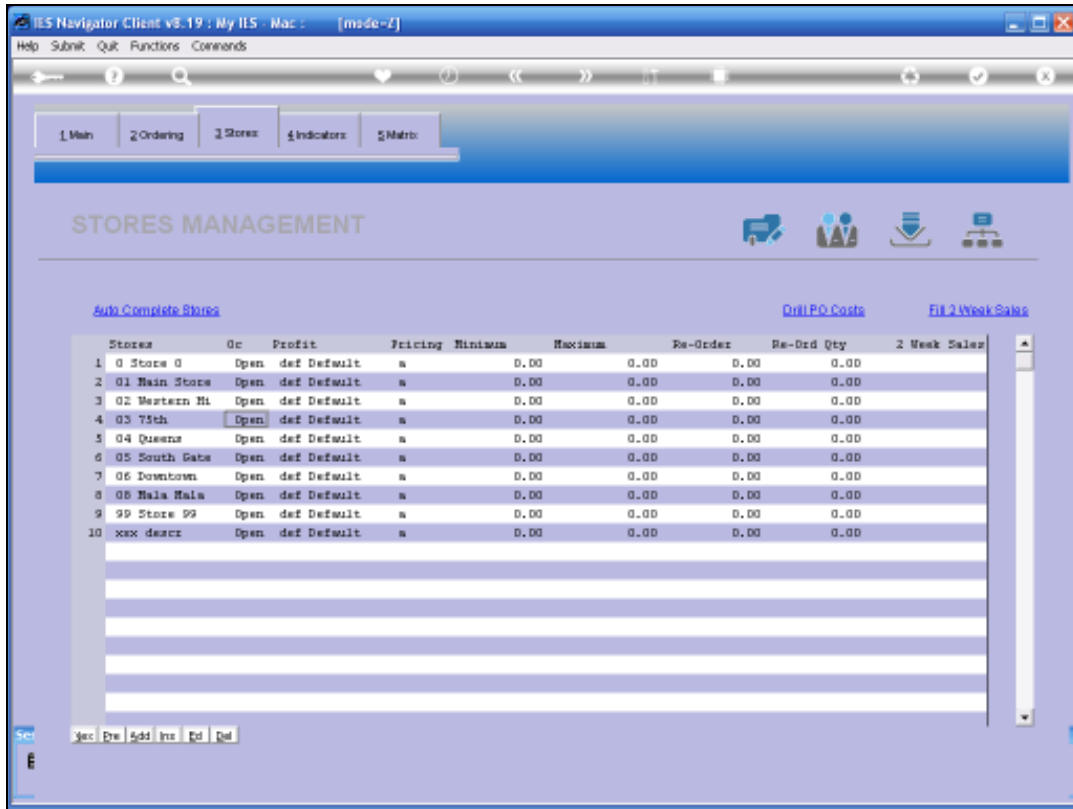 IES Navigator Client v8.19 : My IES - Mac : [mode=Z]
Help Submit Quit Functions Commands
1 Main 2 Ordering 3 Stores 4 Indicators 5 Matrix
STORES MANAGEMENT
Auto Complete Stores Drill PO Costs Fill 2 Week Sales
Stores Oc Profit Pricing Minimum Maximum Re-Order Re-Ord Qty 2 Week Sales
1 0 Store 0 Open def Default n 0.00 0.00 0.00 0.00
2 01 Main Store Open def Default n 0.00 0.00 0.00 0.00
3 02 Western Mi Open def Default n 0.00 0.00 0.00 0.00
4 03 75th Open def Default n 0.00 0.00 0.00 0.00
5 04 Queens Open def Default n 0.00 0.00 0.00 0.00
6 05 South Gate Open def Default n 0.00 0.00 0.00 0.00
7 06 Downtown Open def Default n 0.00 0.00 0.00 0.00
8 08 Mala Mala Open def Default n 0.00 0.00 0.00 0.00
9 99 Store 99 Open def Default n 0.00 0.00 0.00 0.00
10 xxx descr Open def Default n 0.00 0.00 0.00 0.00
Nex Pre Add Ins Ed Del